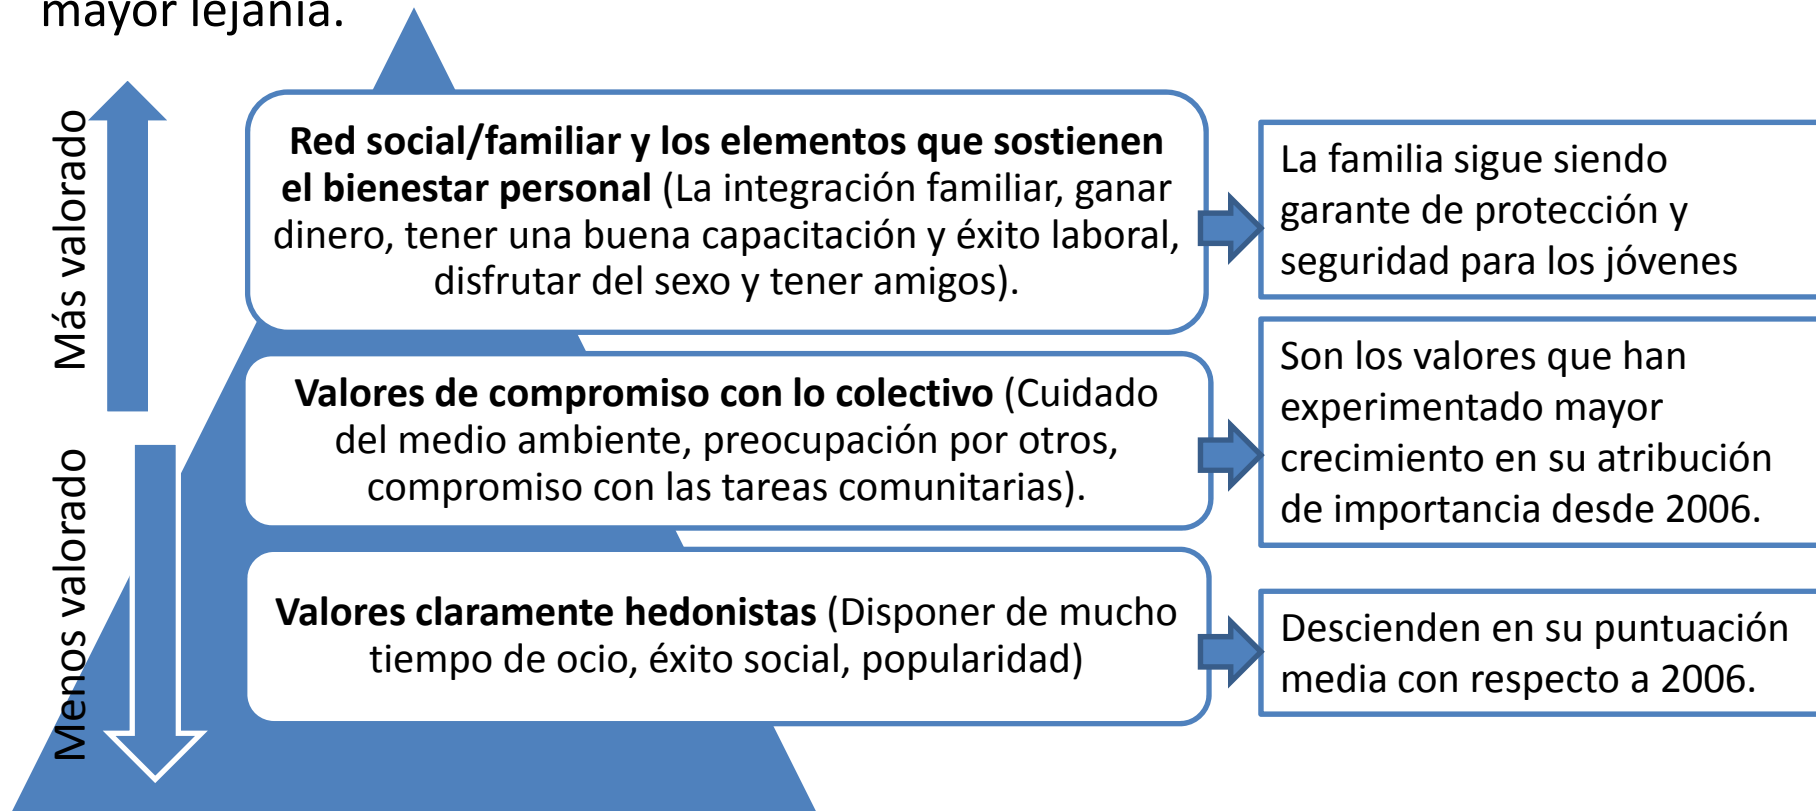 mayor lejanía.
Más valorado
Red social/familiar y los elementos que sostienen
el bienestar personal (La integración familiar, ganar
dinero, tener una buena capacitación y éxito laboral,
disfrutar del sexo y tener amigos).
La familia sigue siendo
garante de protección y
seguridad para los jóvenes
Valores de compromiso con lo colectivo (Cuidado
del medio ambiente, preocupación por otros,
compromiso con las tareas comunitarias).
Son los valores que han
experimentado mayor
crecimiento en su atribución
de importancia desde 2006.
Menos valorado
Valores claramente hedonistas (Disponer de mucho
tiempo de ocio, éxito social, popularidad)
Descienden en su puntuación
media con respecto a 2006.